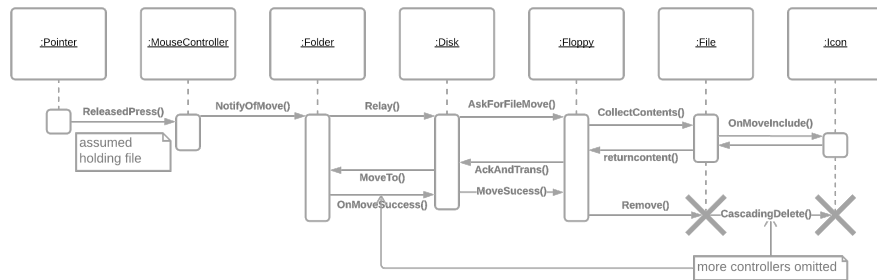 :Pointer
:MouseController
:Folder
:Disk
:Floppy
:File
:Icon
ReleasedPress()
NotifyOfMove()
Relay()
AskForFileMove()
CollectContents()
OnMoveInclude()
assumed
holding file
MoveTo()
AckAndTrans()
returncontent()
OnMoveSuccess()
MoveSucess()
Remove()
CascadingDelete()
more controllers omitted